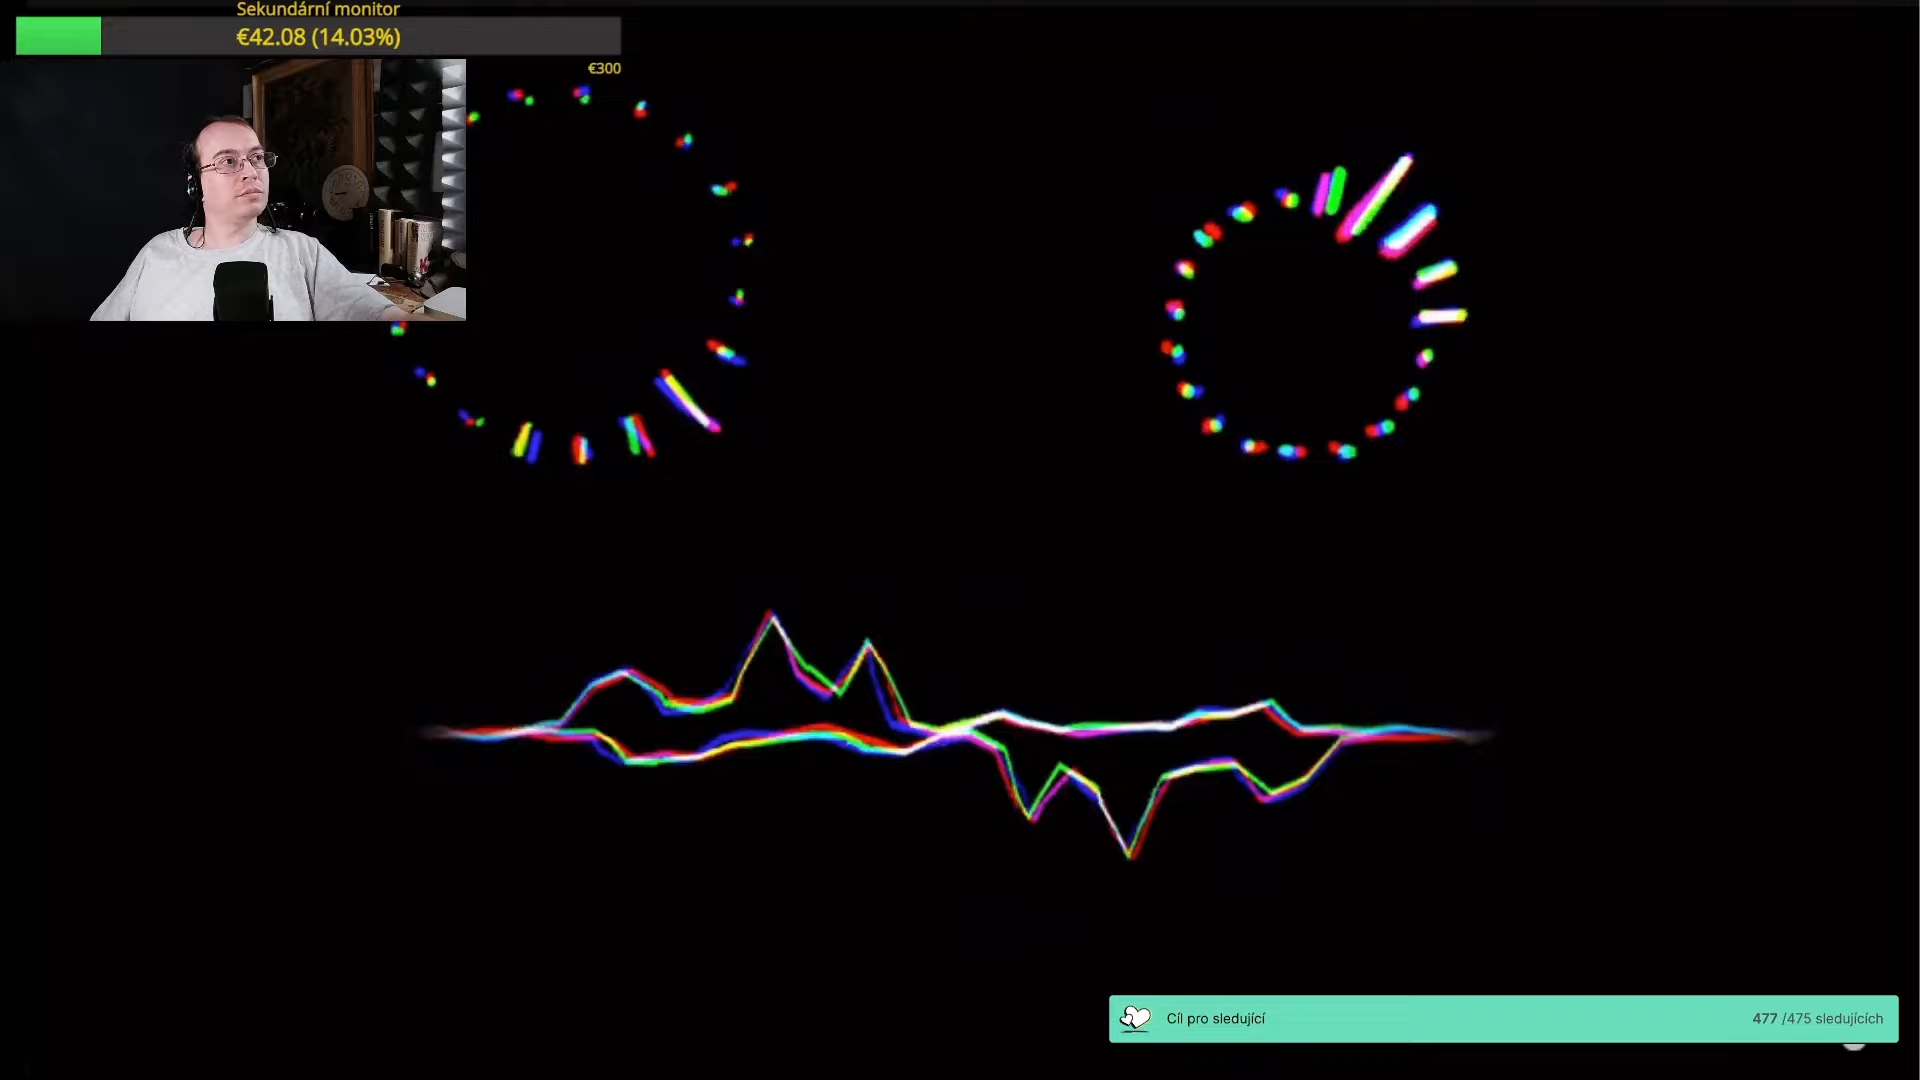 Sekundární monitor
€42.08 (14.03%)
€300
Cíl pro sledující
477 /475 sledujících